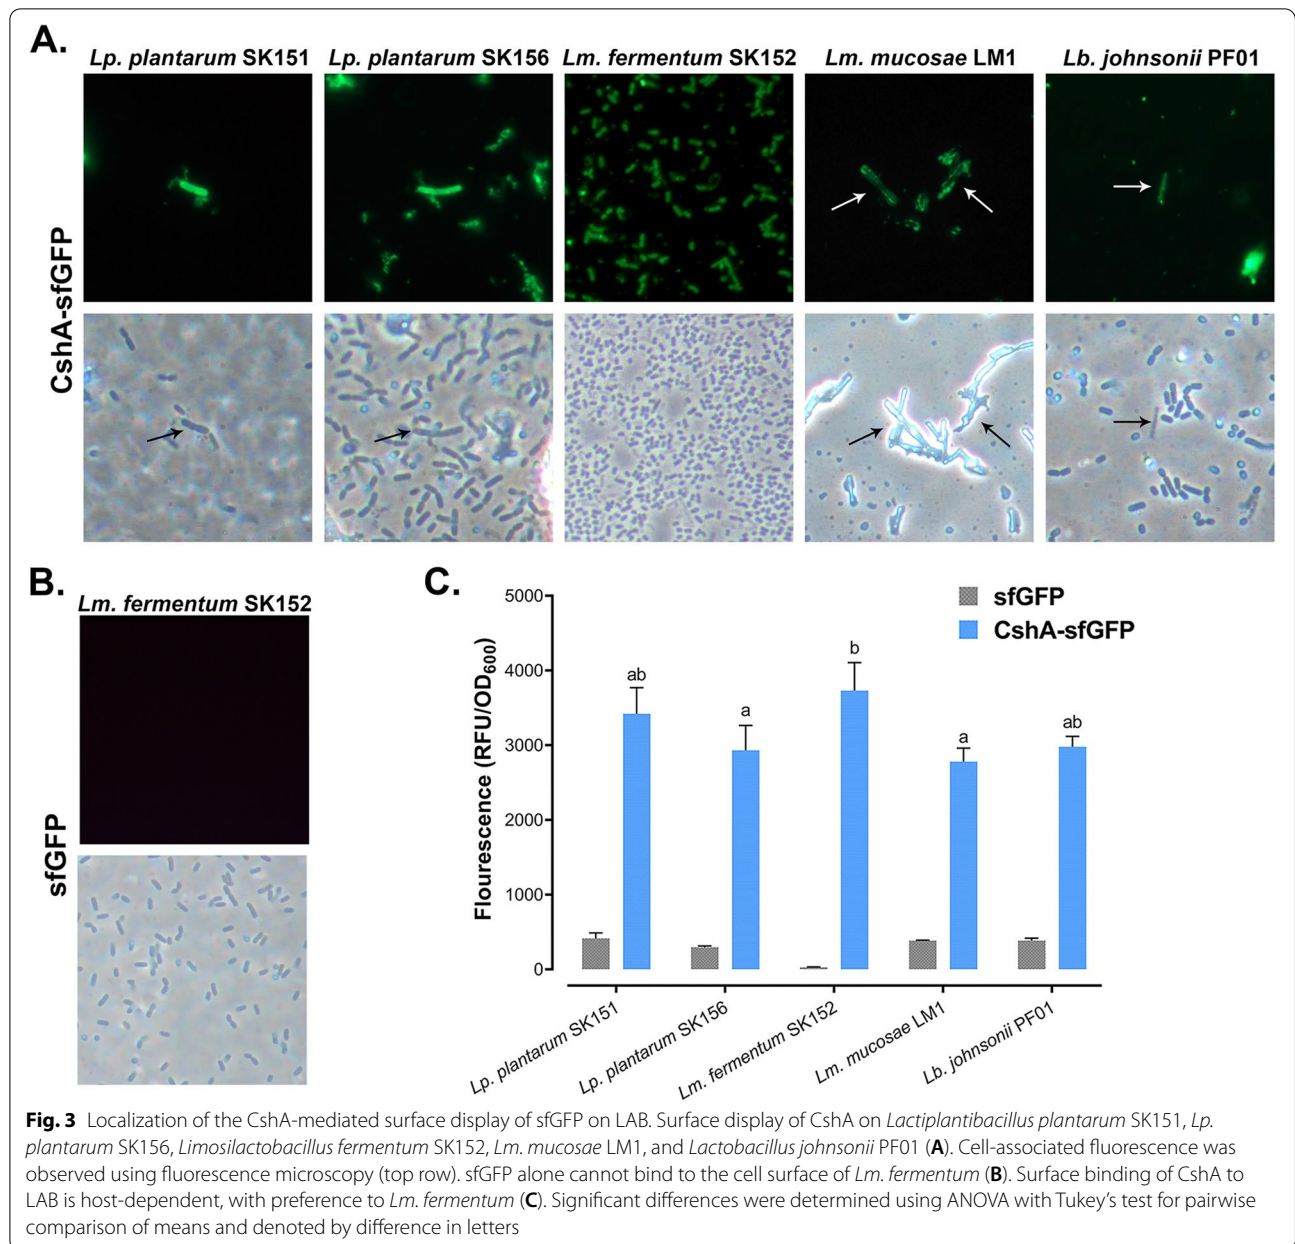 A.
Lp. plantarum SK151 Lp. plantarum SK156 Lm. fermentum SK152 Lm. mucosae LM1 Lb. johnsonii PF01
CshA-sfGFP
B.
Lm. fermentum SK152
sfGFP
C.
sfGFP
CshA-sfGFP
Flourescence (RFU/OD600)
5000
4000
3000
2000
1000
0
ab
a
b
a
ab
Lp. plantarum SK151
Lp. plantarum SK156
Lm. fermentum SK152
Lm. mucosae LM1
Lb. johnsonii PF01
Fig. 3 Localization of the CshA-mediated surface display of sfGFP on LAB. Surface display of CshA on Lactiplantibacillus plantarum SK151, Lp.
plantarum SK156, Limosilactobacillus fermentum SK152, Lm. mucosae LM1, and Lactobacillus johnsonii PF01 (A). Cell-associated fluorescence was
observed using fluorescence microscopy (top row). sfGFP alone cannot bind to the cell surface of Lm. fermentum (B). Surface binding of CshA to
LAB is host-dependent, with preference to Lm. fermentum (C). Significant differences were determined using ANOVA with Tukey's test for pairwise
comparison of means and denoted by difference in letters